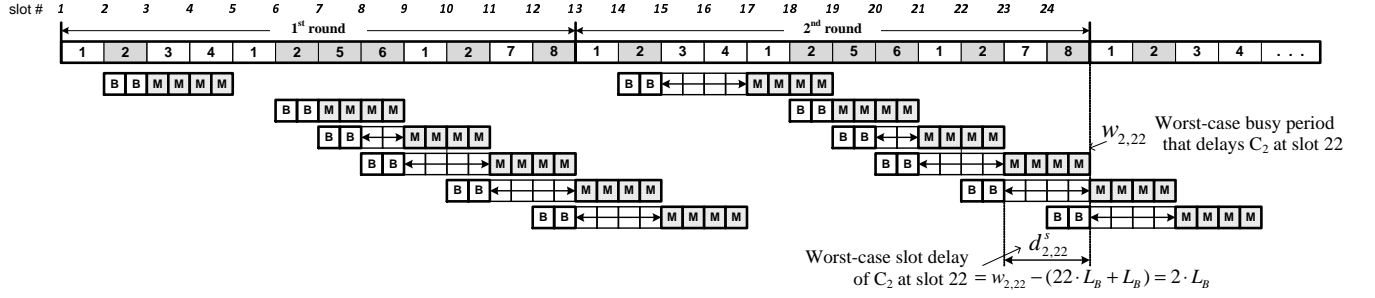 slot # 1 2 3 4 5 6 7 8 9 10 11 12 13 14 15 16 17 18 19 20 21 22 23 24
1st round 2nd round
1 2 3 4 1 2 5 6 1 2 7 8 1 2 3 4 1 2 5 6 1 2 7 8 1 2 3 4 . . .
B B M M M M B B M M M M
B B M M M M B B M M M M
B B M M M M B B M M M M
B B M M M M B B M M M M
B B M M M M B B M M M M
B B M M M M B B M M M M
w2,22 Worst-case busy period
that delays C2 at slot 22
Worst-case slot delay d^s_2,22
of C2 at slot 22 = w2,22 − (22 · LB + LB) = 2 · LB